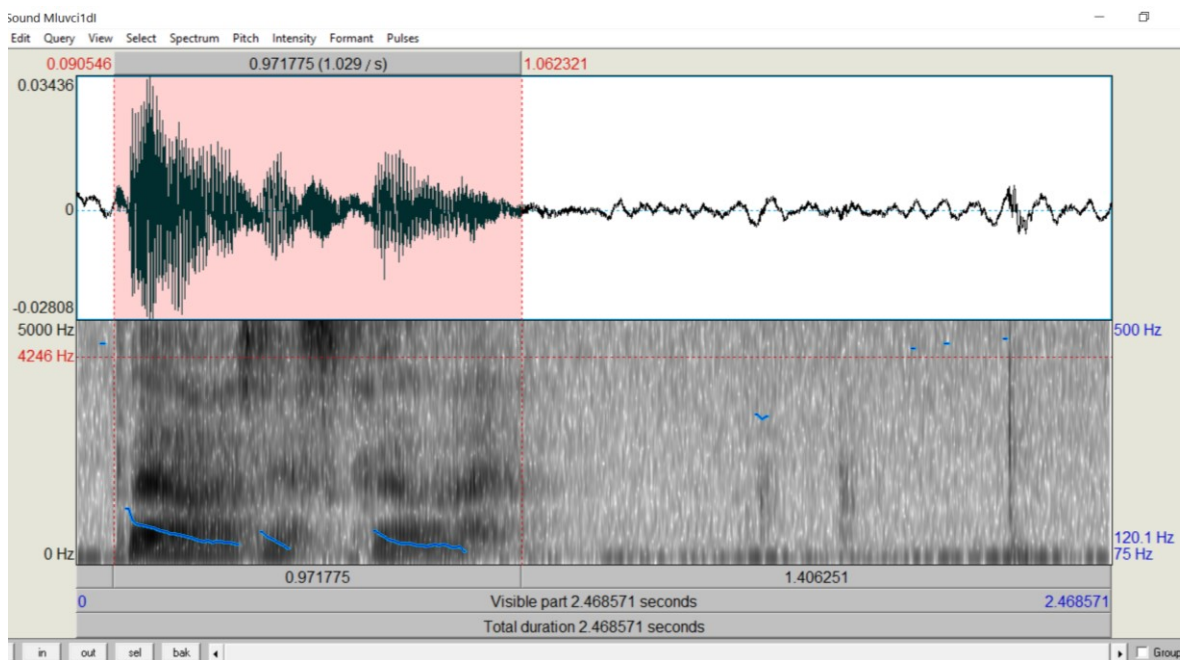 Sound Mluvci1dl
Edit Query View Select Spectrum Pitch Intensity Formant Pulses
0.090546 0.971775 (1.029 / s) 1.062321
0.03436
0
-0.02808
5000 Hz 500 Hz
4246 Hz
120.1 Hz
0 Hz 75 Hz
0.971775 1.406251
0 Visible part 2.468571 seconds 2.468571
Total duration 2.468571 seconds
in out sel bak Group